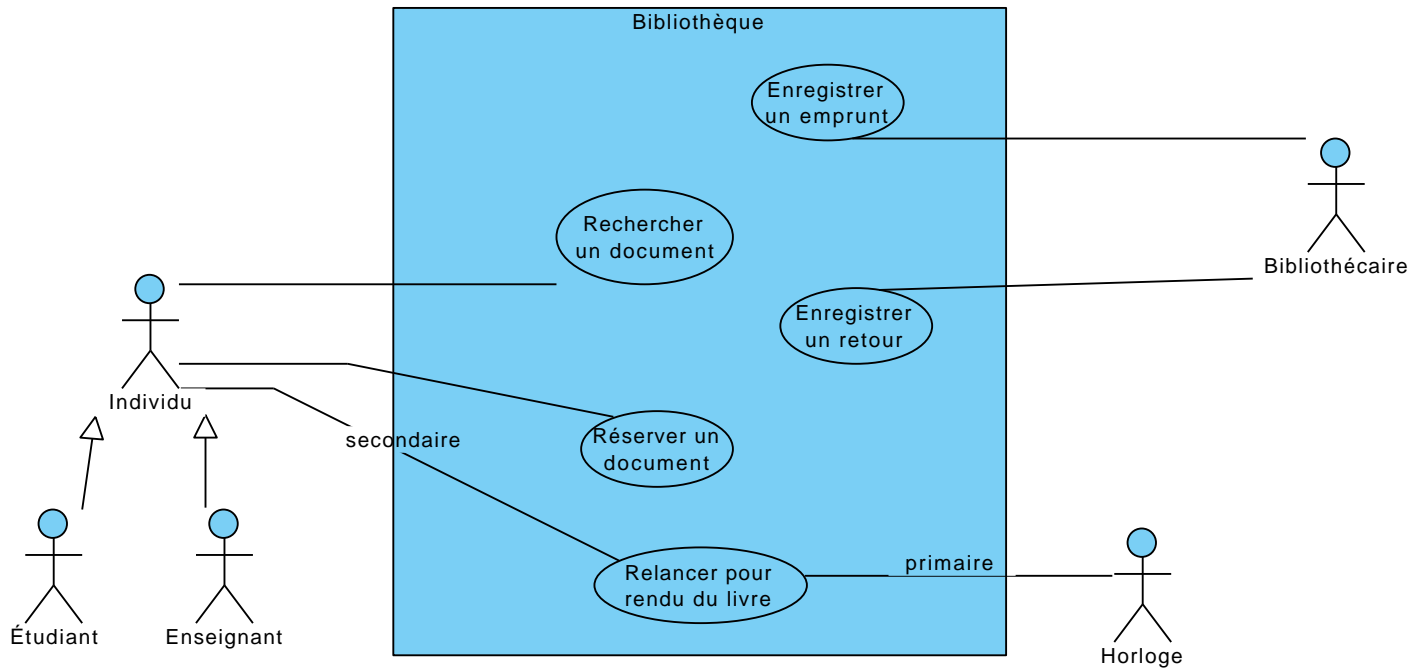 Bibliothèque
Enregistrer
un emprunt
Rechercher
un document
Bibliothécaire
Enregistrer
un retour
Individu
secondaire
Réserver un
document
primaire
Relancer pour
rendu du livre
Étudiant
Enseignant
Horloge